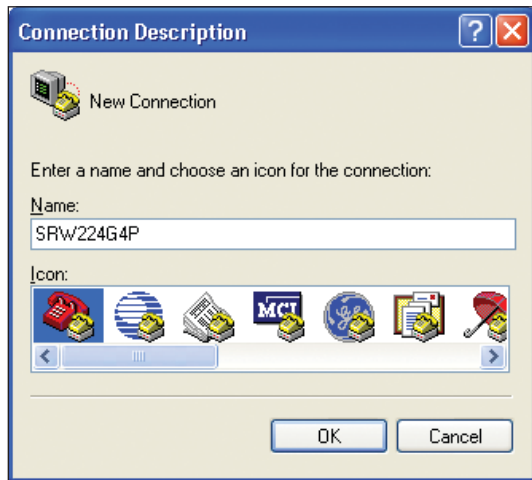 Connection Description
New Connection
Enter a name and choose an icon for the connection:
Name:
SRW224G4P
Icon:
MCI
OK
Cancel